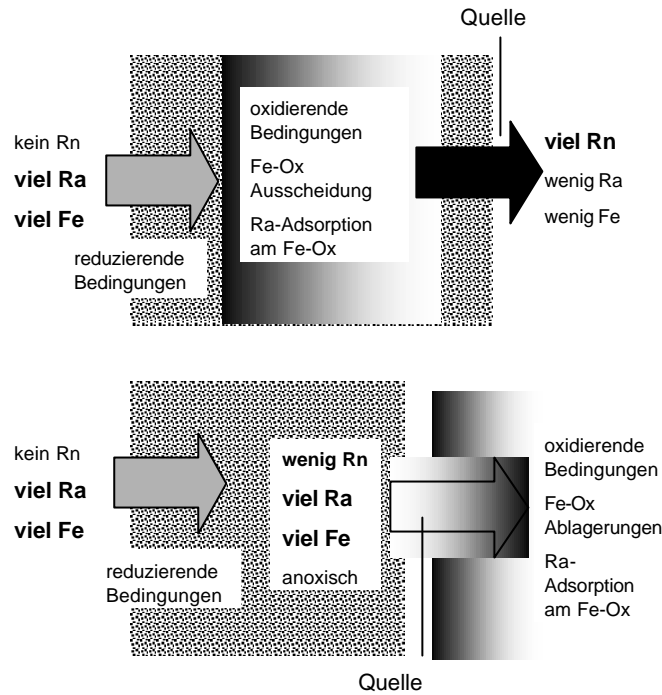 Quelle
kein Rn
viel Ra
viel Fe
reduzierende
Bedingungen
oxidierende
Bedingungen
Fe-Ox
Ausscheidung
Ra-Adsorption
am Fe-Ox
viel Rn
wenig Ra
wenig Fe
kein Rn
viel Ra
viel Fe
reduzierende
Bedingungen
wenig Rn
viel Ra
viel Fe
anoxisch
oxidierende
Bedingungen
Fe-Ox
Ablagerungen
Ra-
Adsorption
am Fe-Ox
Quelle